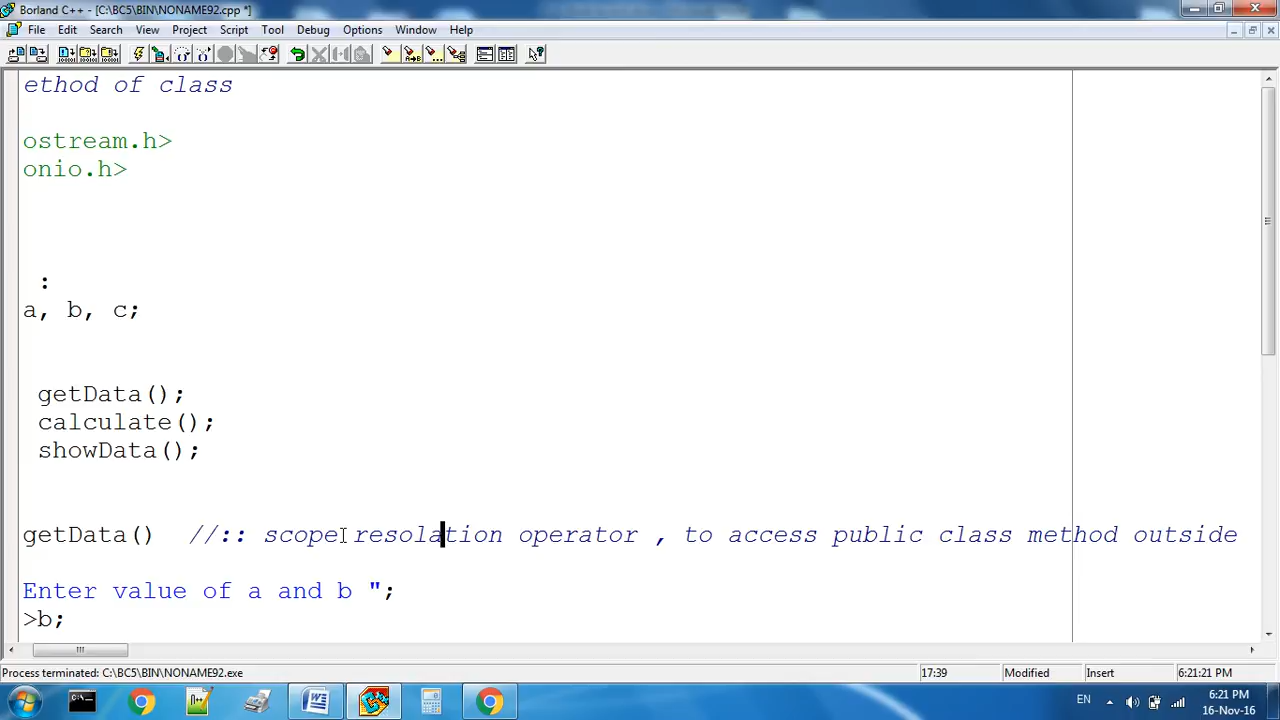 Borland C++ - [C:\BC5\BIN\NONAME92.cpp *]
File Edit Search View Project Script Tool Debug Options Window Help
ethod of class
ostream.h>
onio.h>
:
a, b, c;
getData();
calculate();
showData();
getData() //:: scope resolation operator , to access public class method outside
Enter value of a and b ";
>b;
Process terminated: C:\BC5\BIN\NONAME92.exe 17:39 Modified Insert 6:21:21 PM
EN 6:21 PM
16-Nov-16